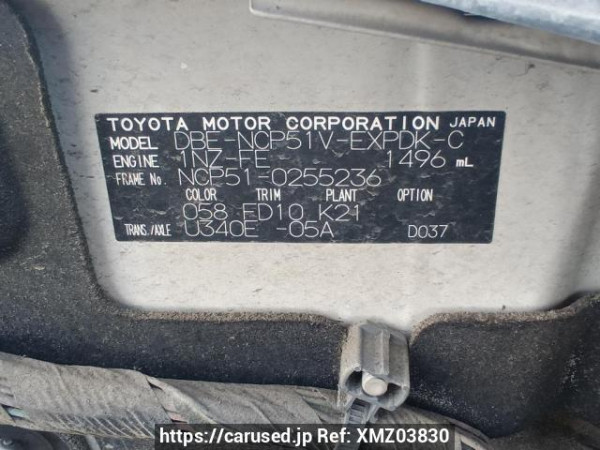 TOYOTA MOTOR CORPORATION JAPAN
MODEL DBE-NCP51V-EXPDK-C
ENGINE 1NZ-FE 1496 mL
FRAME No. NCP51-0255236
COLOR TRIM PLANT OPTION
058 FD10 K21
TRANS./AXLE U340E -05A D037
https://carused.jp Ref: XMZ03830